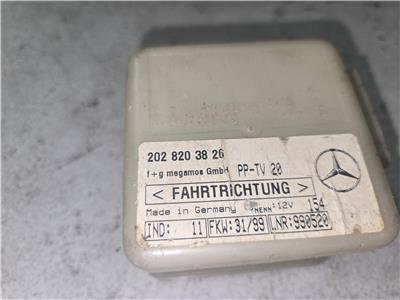 202 820 38 26
f+g megamos GmbH PP-TV 20
< FAHRTRICHTUNG >
Made in Germany UNENN:12V 154
IND: 11 FKW:31/99 LNR:990520